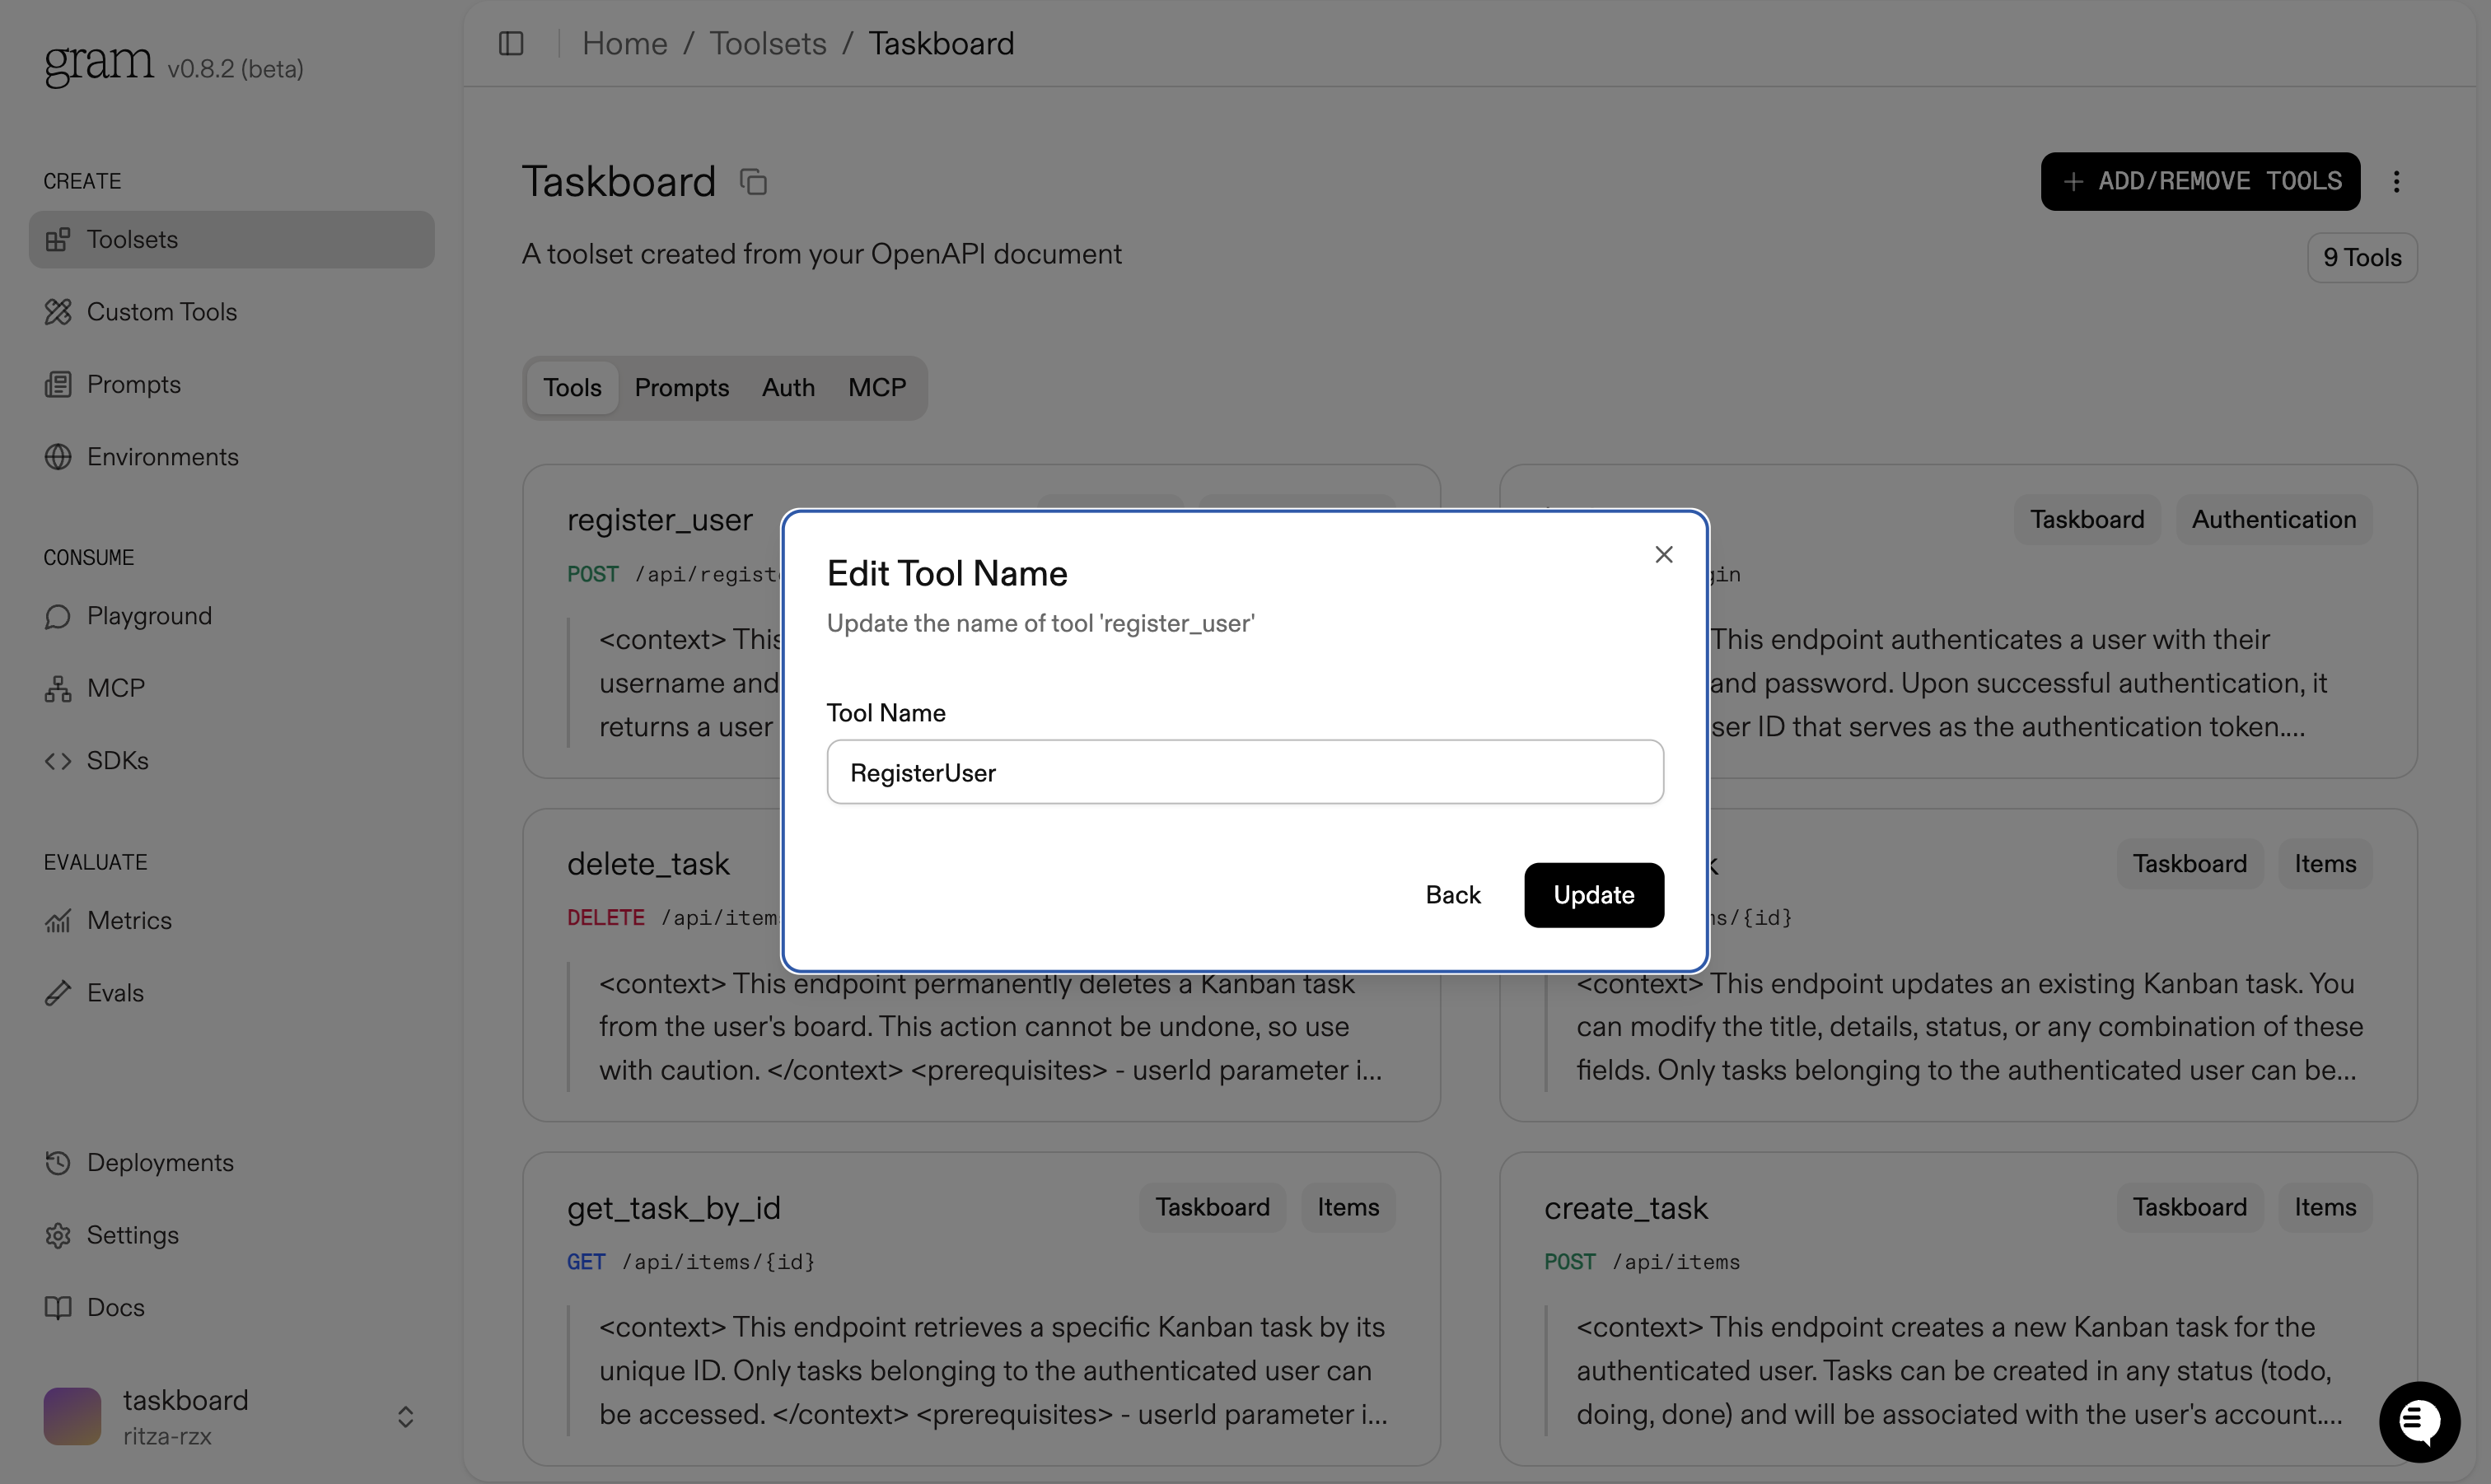 gram v0.8.2 (beta)
CREATE
Toolsets
Custom Tools
Prompts
Environments
CONSUME
Playground
MCP
SDKs
EVALUATE
Metrics
Evals
Deployments
Settings
Docs
taskboard
ritza-rzx
Home / Toolsets / Taskboard
Taskboard
ADD/REMOVE TOOLS
A toolset created from your OpenAPI document
9 Tools
Tools Prompts Auth MCP
register_user
POST /api/registe
<context> This
username and
returns a user
Taskboard Authentication
This endpoint authenticates a user with their
and password. Upon successful authentication, it
ser ID that serves as the authentication token....
Edit Tool Name
Update the name of tool 'register_user'
Tool Name
RegisterUser
Back Update
delete_task
DELETE /api/item
<context> This endpoint permanently deletes a Kanban task
from the user's board. This action cannot be undone, so use
with caution. </context> <prerequisites> - userId parameter i...
Taskboard Items
s/{id}
<context> This endpoint updates an existing Kanban task. You
can modify the title, details, status, or any combination of these
fields. Only tasks belonging to the authenticated user can be...
get_task_by_id Taskboard Items
GET /api/items/{id}
<context> This endpoint retrieves a specific Kanban task by its
unique ID. Only tasks belonging to the authenticated user can
be accessed. </context> <prerequisites> - userId parameter i...
create_task Taskboard Items
POST /api/items
<context> This endpoint creates a new Kanban task for the
authenticated user. Tasks can be created in any status (todo,
doing, done) and will be associated with the user's account....